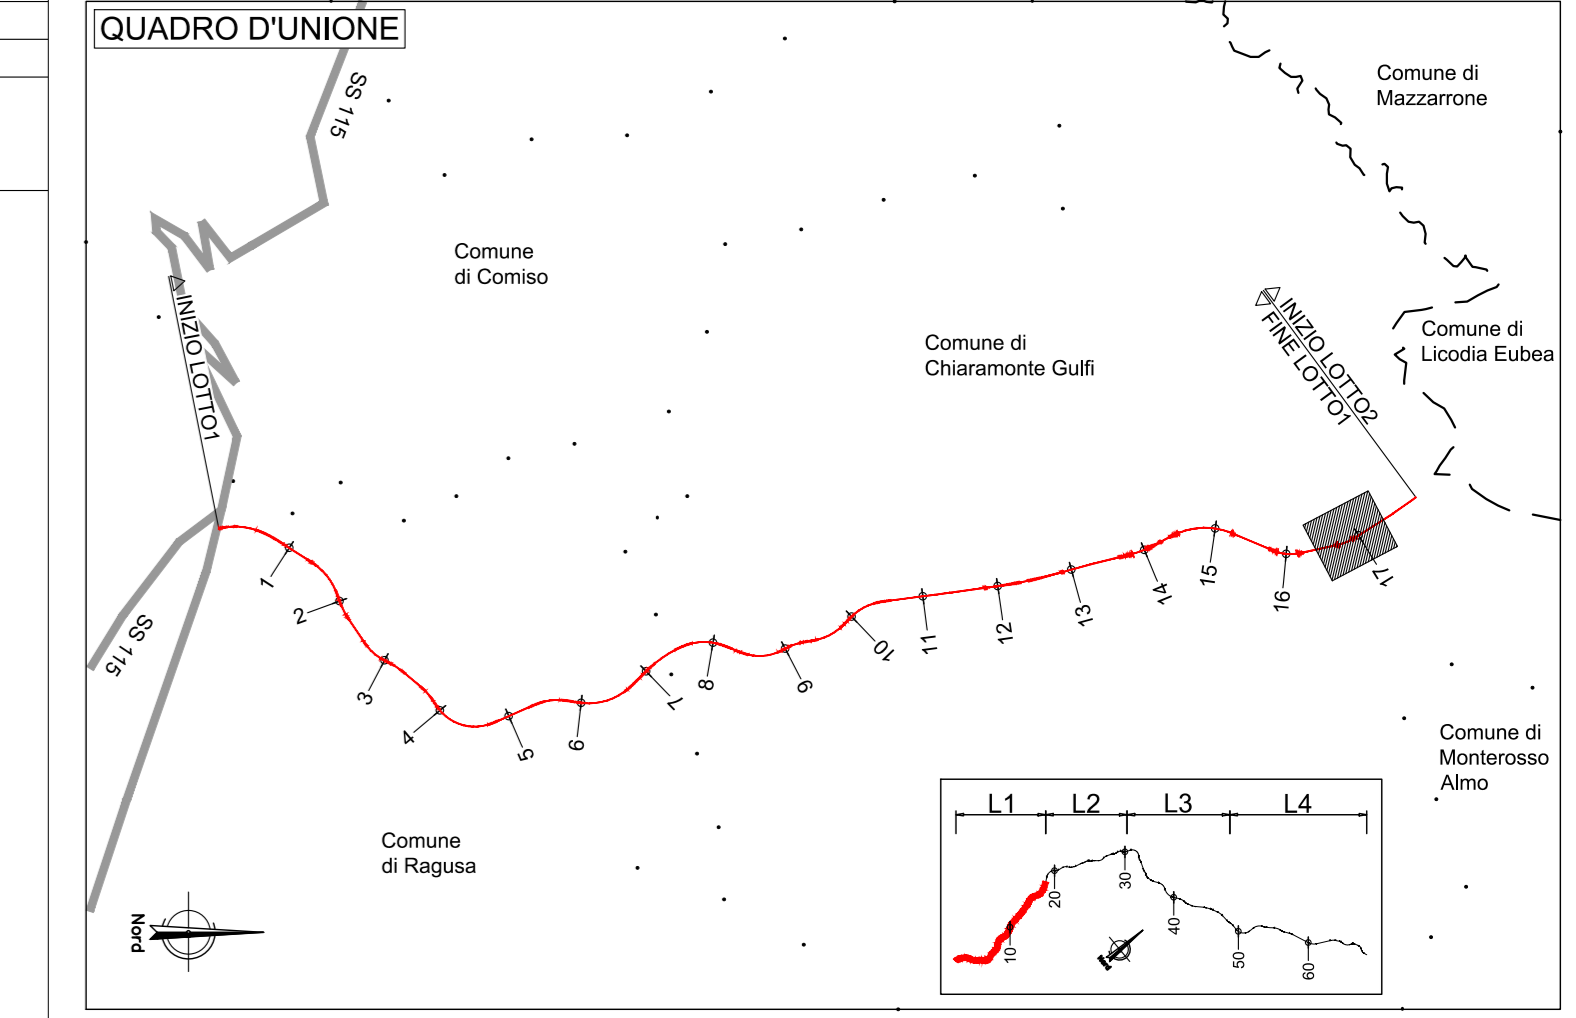 QUADRO D'UNIONE
SS 115
Comune di
Mazzarrone
Comune
di Comiso
INIZIO LOTTO1
Comune di
Chiaramonte Gulfi
INIZIO LOTTO2
FINE LOTTO1
Comune di
Licodia Eubea
SS 115
1
2
3
4
5
6
7
8
9
10
11
12
13
14
15
16
17
Comune di
Monterosso
Almo
Comune
di Ragusa
Nord
L1
L2
L3
L4
10
20
30
40
50
60